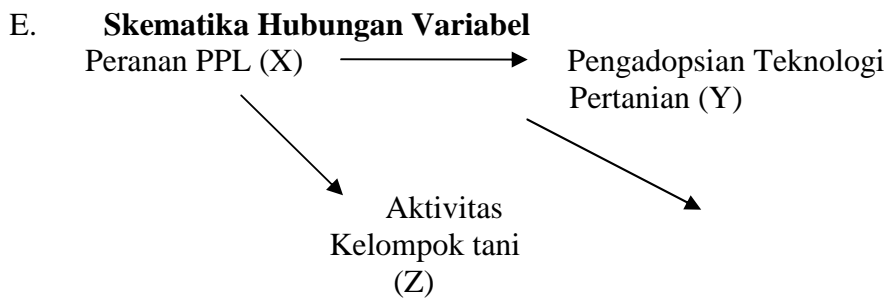 E. Skematika Hubungan Variabel
Peranan PPL (X) Pengadopsian Teknologi
Pertanian (Y)
Aktivitas
Kelompok tani
(Z)